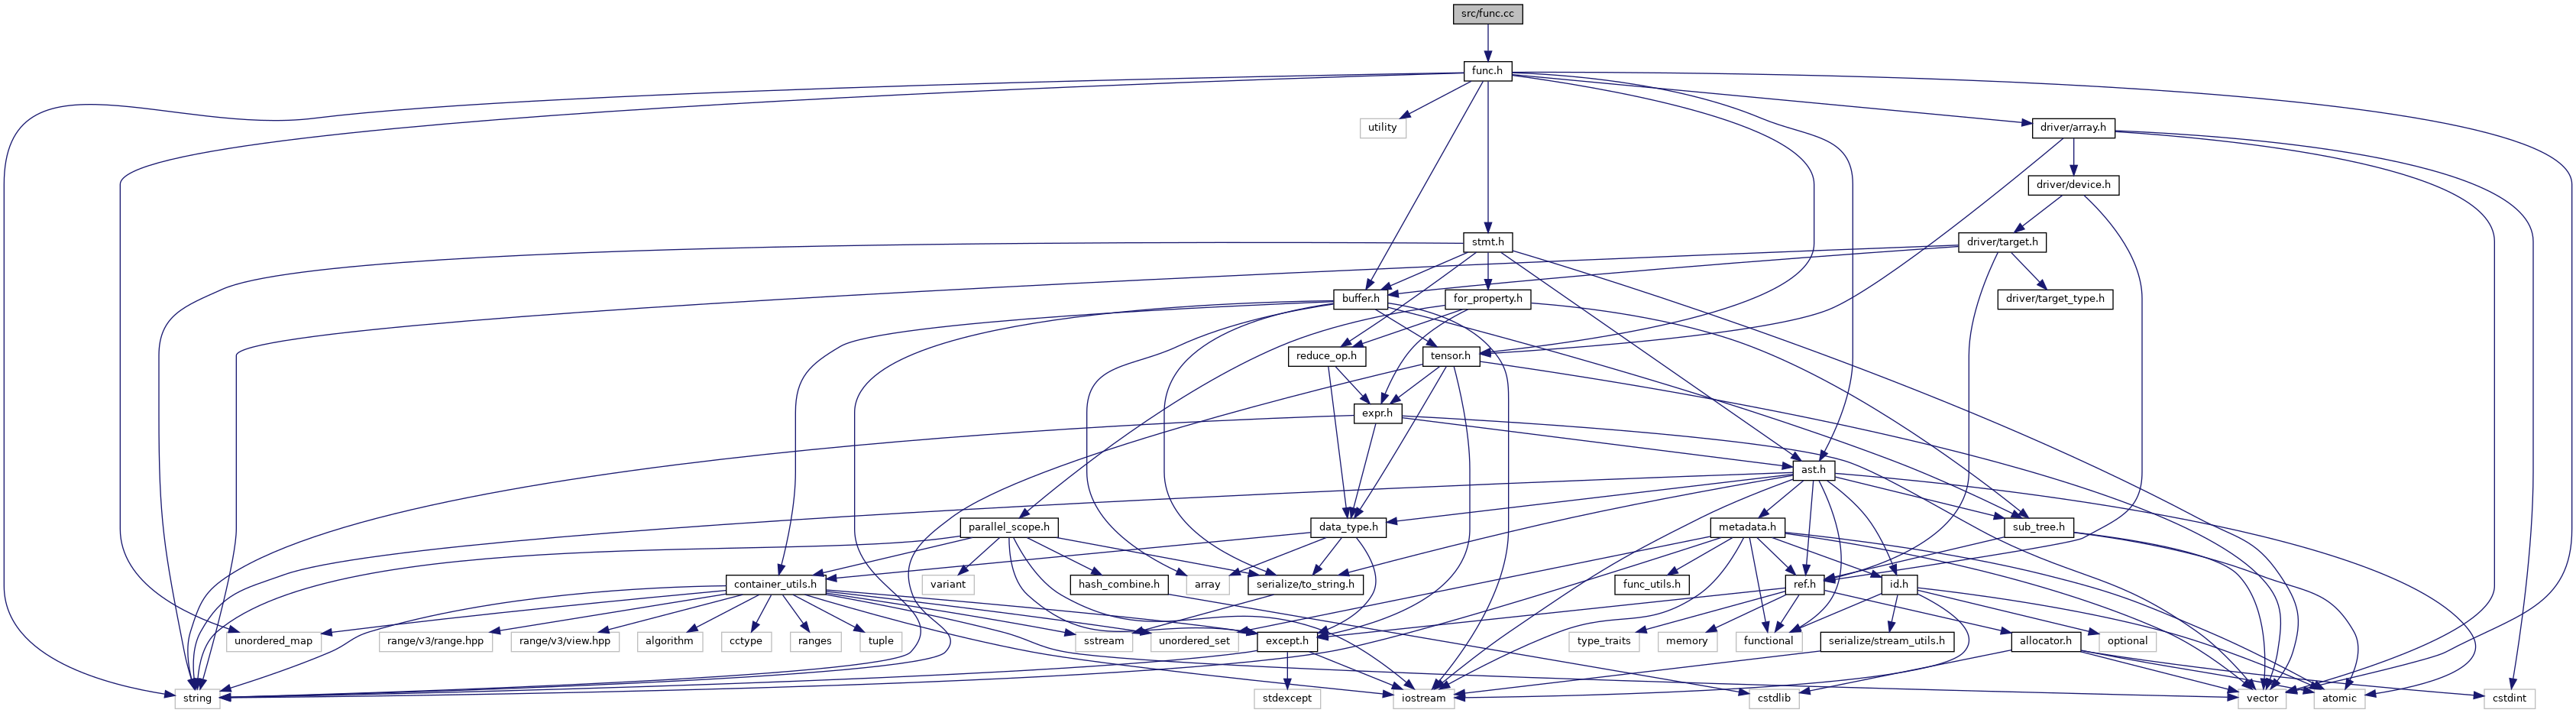 src/func.cc
func.h
utility
driver/array.h
driver/device.h
stmt.h
driver/target.h
buffer.h
for_property.h
driver/target_type.h
reduce_op.h
tensor.h
expr.h
ast.h
parallel_scope.h
data_type.h
metadata.h
sub_tree.h
container_utils.h
variant
hash_combine.h
array
serialize/to_string.h
func_utils.h
ref.h
id.h
unordered_map
range/v3/range.hpp
range/v3/view.hpp
algorithm
cctype
ranges
tuple
sstream
unordered_set
except.h
type_traits
memory
functional
serialize/stream_utils.h
allocator.h
optional
string
stdexcept
iostream
cstdlib
vector
atomic
cstdint